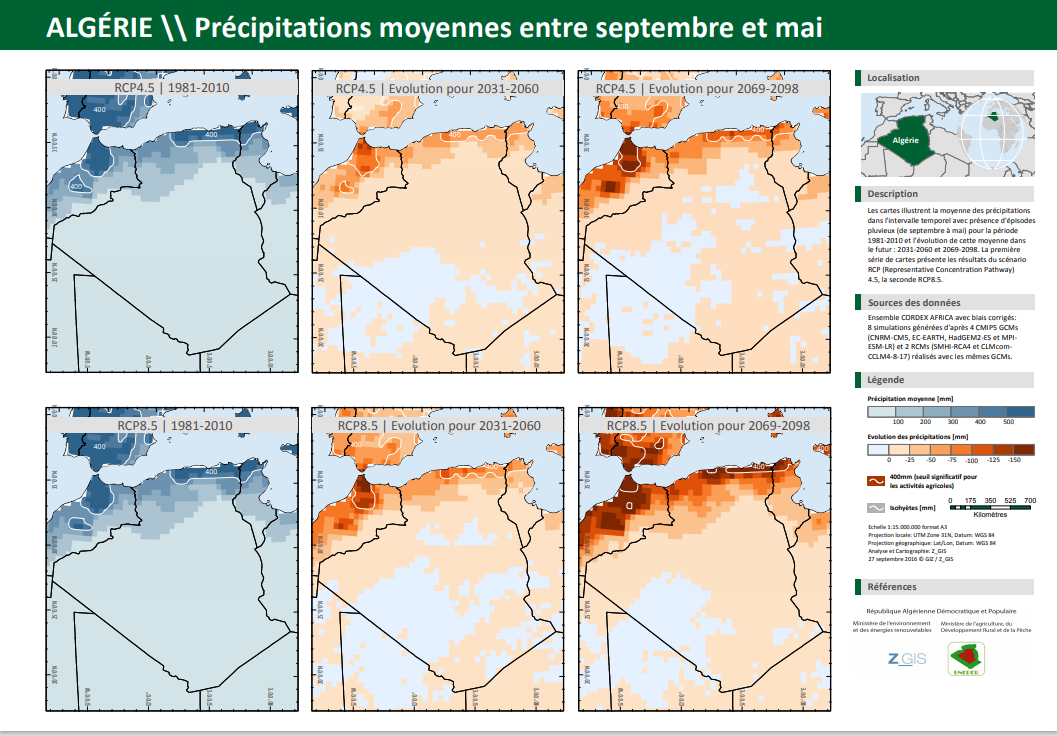 ALGÉRIE \\ Précipitations moyennes entre septembre et mai
RCP4.5 | 1981-2010
400
400
400
RCP4.5 | Evolution pour 2031-2060
400
RCP4.5 | Evolution pour 2069-2098
400
400
RCP8.5 | 1981-2010
400
400
RCP8.5 | Evolution pour 2031-2060
400
400
RCP8.5 | Evolution pour 2069-2098
400
400
Localisation
Algérie
Description
Les cartes illustrent la moyenne des précipitations
dans l'intervalle temporel avec présence d'épisodes
pluvieux (de septembre à mai) pour la période
1981-2010 et l'évolution de cette moyenne dans
le futur : 2031-2060 et 2069-2098. La première
série de cartes présente les résultats du scénario
RCP (Representative Concentration Pathway)
4.5, la seconde RCP8.5.
Sources des données
Ensemble CORDEX AFRICA avec biais corrigés:
8 simulations générées d'après 4 CMIP5 GCMs
(CNRM-CM5, EC-EARTH, HadGEM2-ES et MPI-
ESM-LR) et 2 RCMs (SMHI-RCA4 et CLMcom-
CCLM4-8-17) réalisés avec les mêmes GCMs.
Légende
Précipitation moyenne [mm]
100 200 300 400 500
Evolution des précipitations [mm]
0 -25 -50 -75 -100 -125 -150
400mm (seuil significatif pour
les activités agricoles)
Isohyètes [mm]
0 175 350 525 700
Kilomètres
Echelle 1:15.000.000 format A3
Projection locale: UTM Zone 31N, Datum: WGS 84
Projection géographique: Lat/Lon, Datum: WGS 84
Analyse et Cartographie: Z_GIS
27 septembre 2016 © GIZ / Z_GIS
Références
République Algérienne Démocratique et Populaire
Ministère de l'environnement
et des énergies renouvelables
Ministère de l'agriculture, du
Développement Rural et de la Pêche
Z_GIS
BNEDER